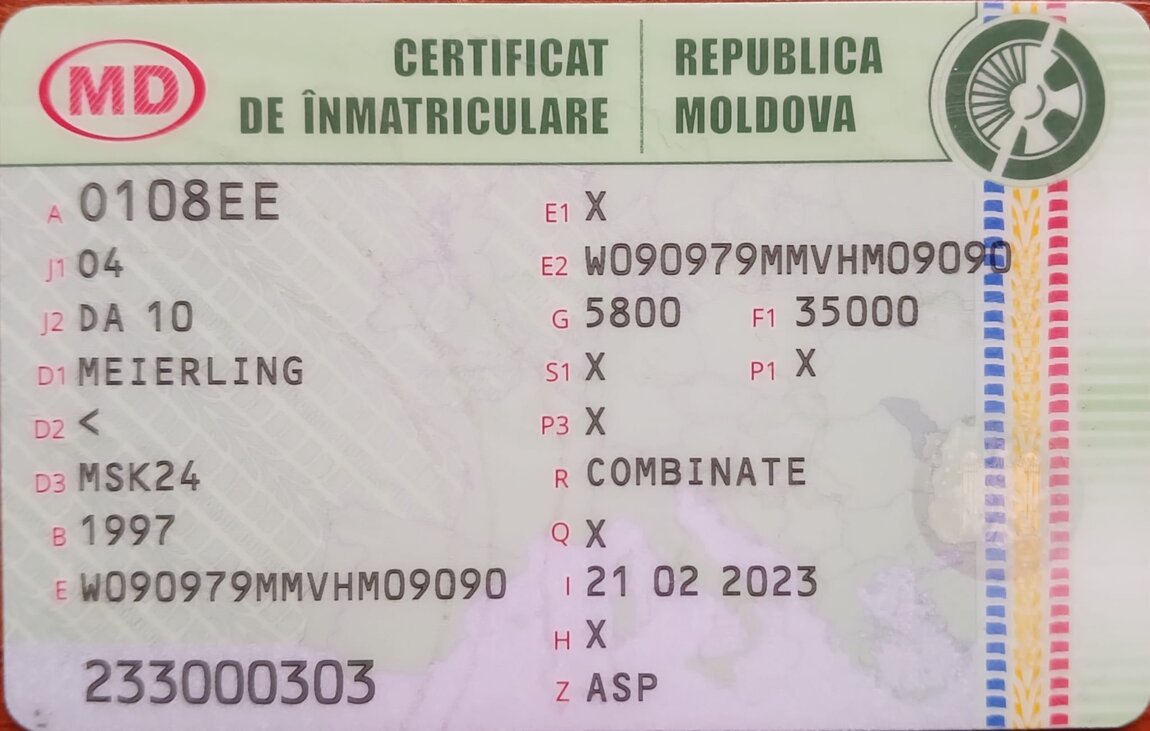 MD
CERTIFICAT
DE ÎNMATRICULARE
REPUBLICA
MOLDOVA
A 0108EE
J1 04
J2 DA 10
D1 MEIERLING
D2 <
D3 MSK24
B 1997
E W090979MMVHM09090
233000303
E1 X
E2 W090979MMVHM09090
G 5800 F1 35000
S1 X P1 X
P3 X
R COMBINATE
Q X
I 21 02 2023
H X
Z ASP